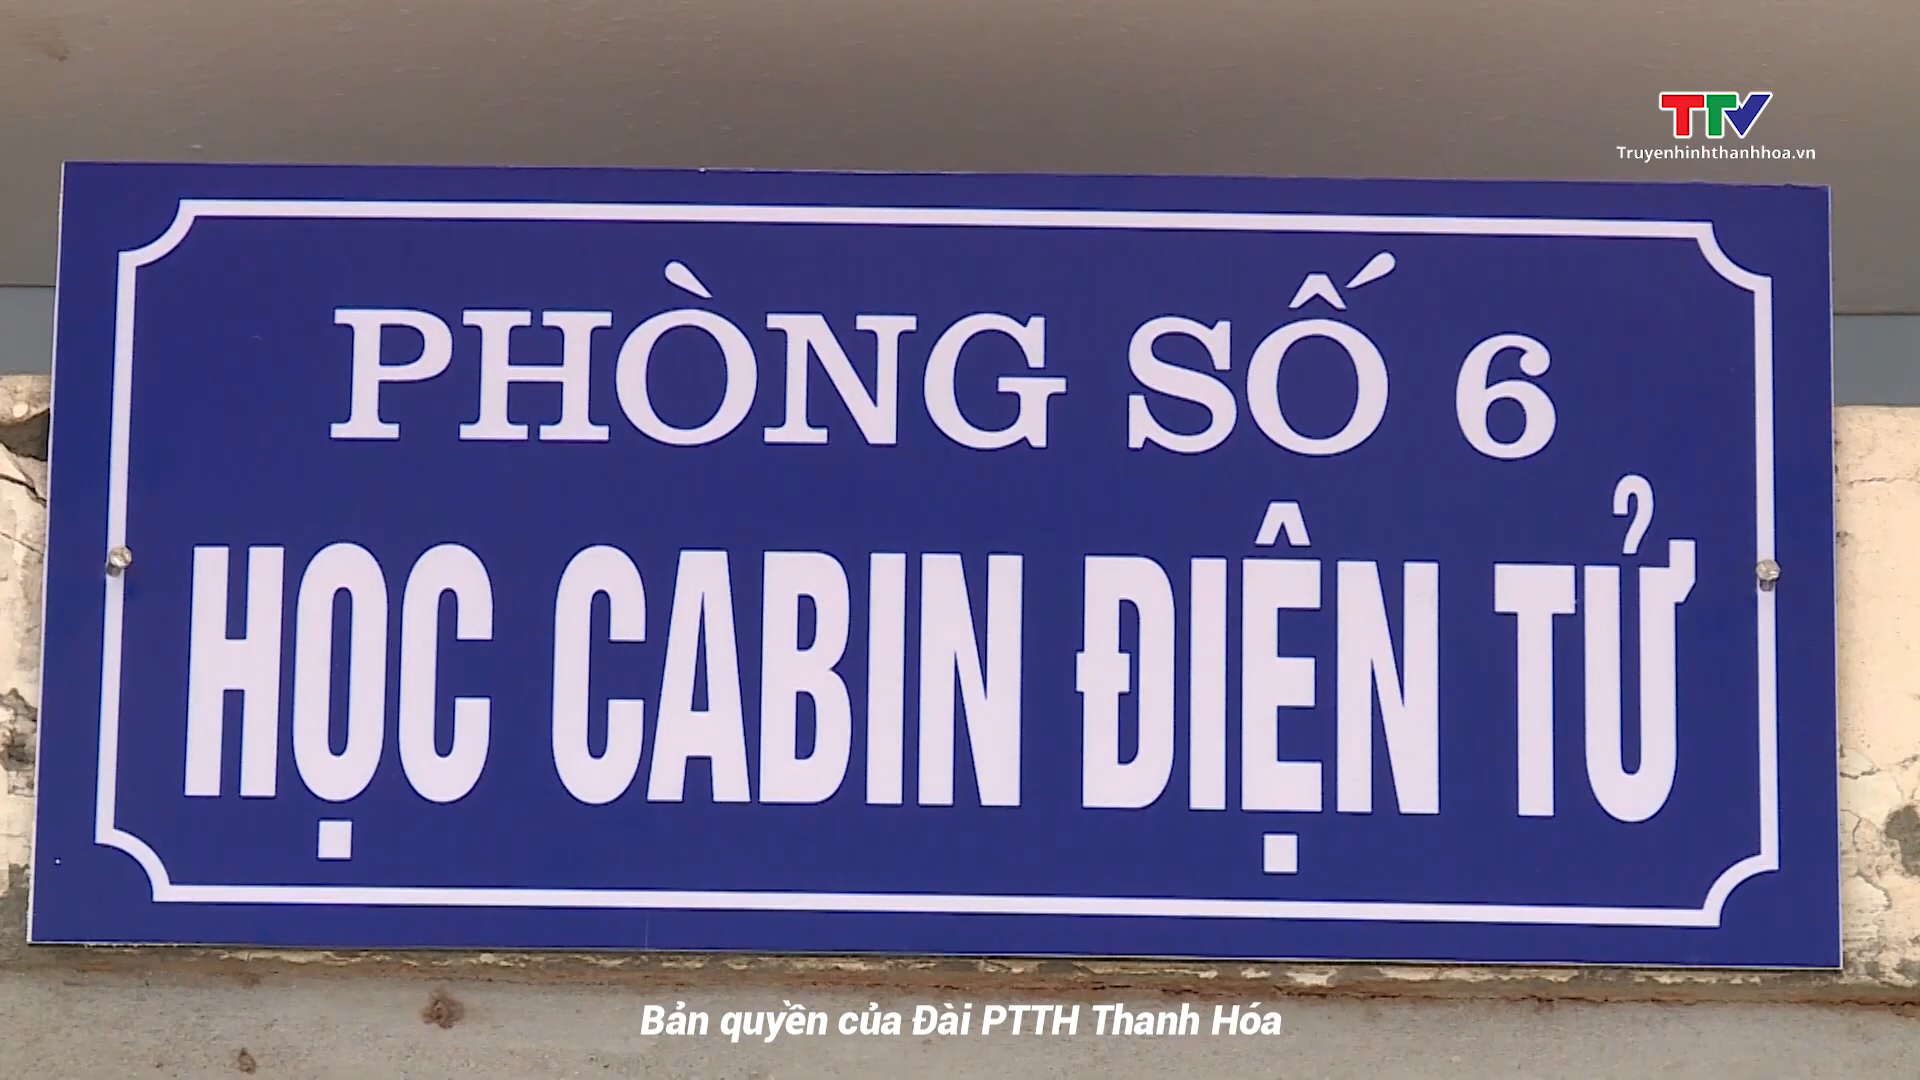 TTV
Truyenhinhthanhhoa.vn
PHÒNG SỐ 6
HỌC CABIN ĐIỆN TỬ
Bản quyền của Đài PTTH Thanh Hóa